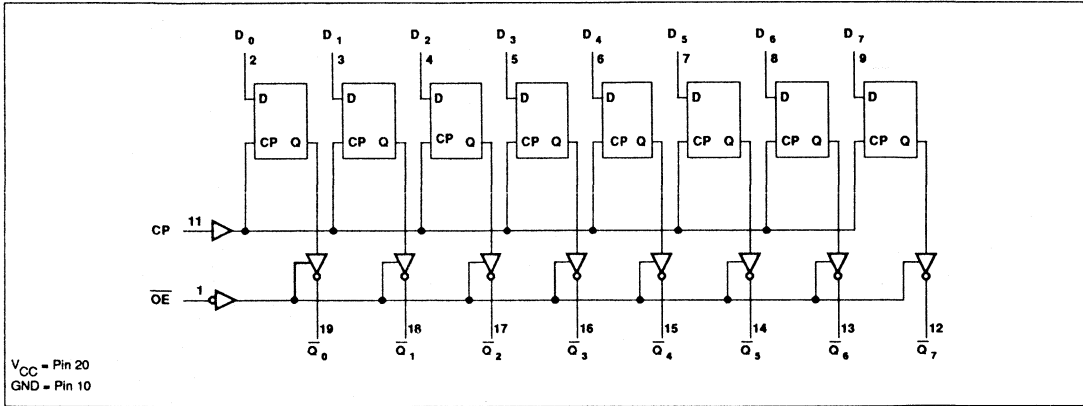 D0 D1 D2 D3 D4 D5 D6 D7
2 3 4 5 6 7 8 9
D D D D D D D D
CP Q CP Q CP Q CP Q CP Q CP Q CP Q CP Q
CP 11
OE 1
19 18 17 16 15 14 13 12
Q0 Q1 Q2 Q3 Q4 Q5 Q6 Q7
VCC = Pin 20
GND = Pin 10